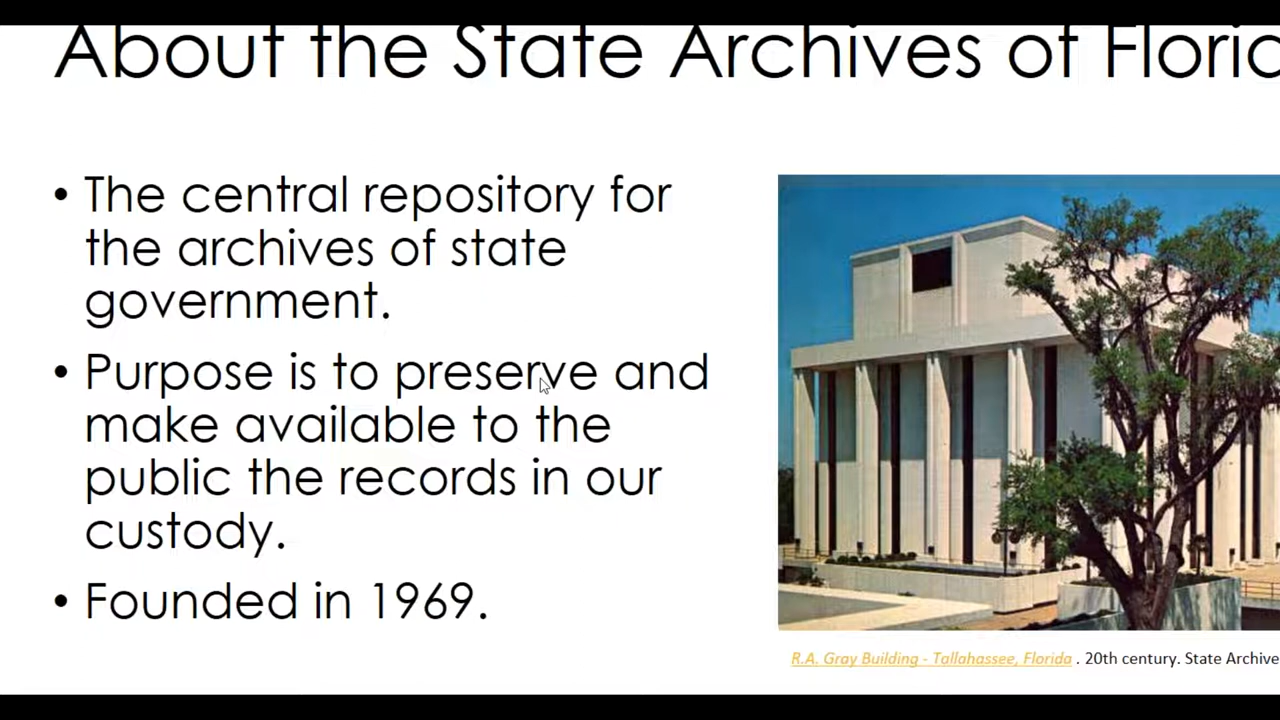 About the State Archives of Floric
• The central repository for
the archives of state
government.
• Purpose is to preserve and
make available to the
public the records in our
custody.
• Founded in 1969.
R.A. Gray Building - Tallahassee, Florida . 20th century. State Archive